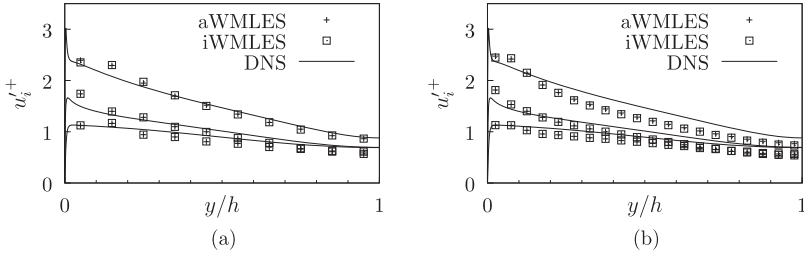 aWMLES
iWMLES
DNS
3
2
1
0
u′ᵢ⁺
0
y/h
1
(a)
aWMLES
iWMLES
DNS
3
2
1
0
u′ᵢ⁺
0
y/h
1
(b)